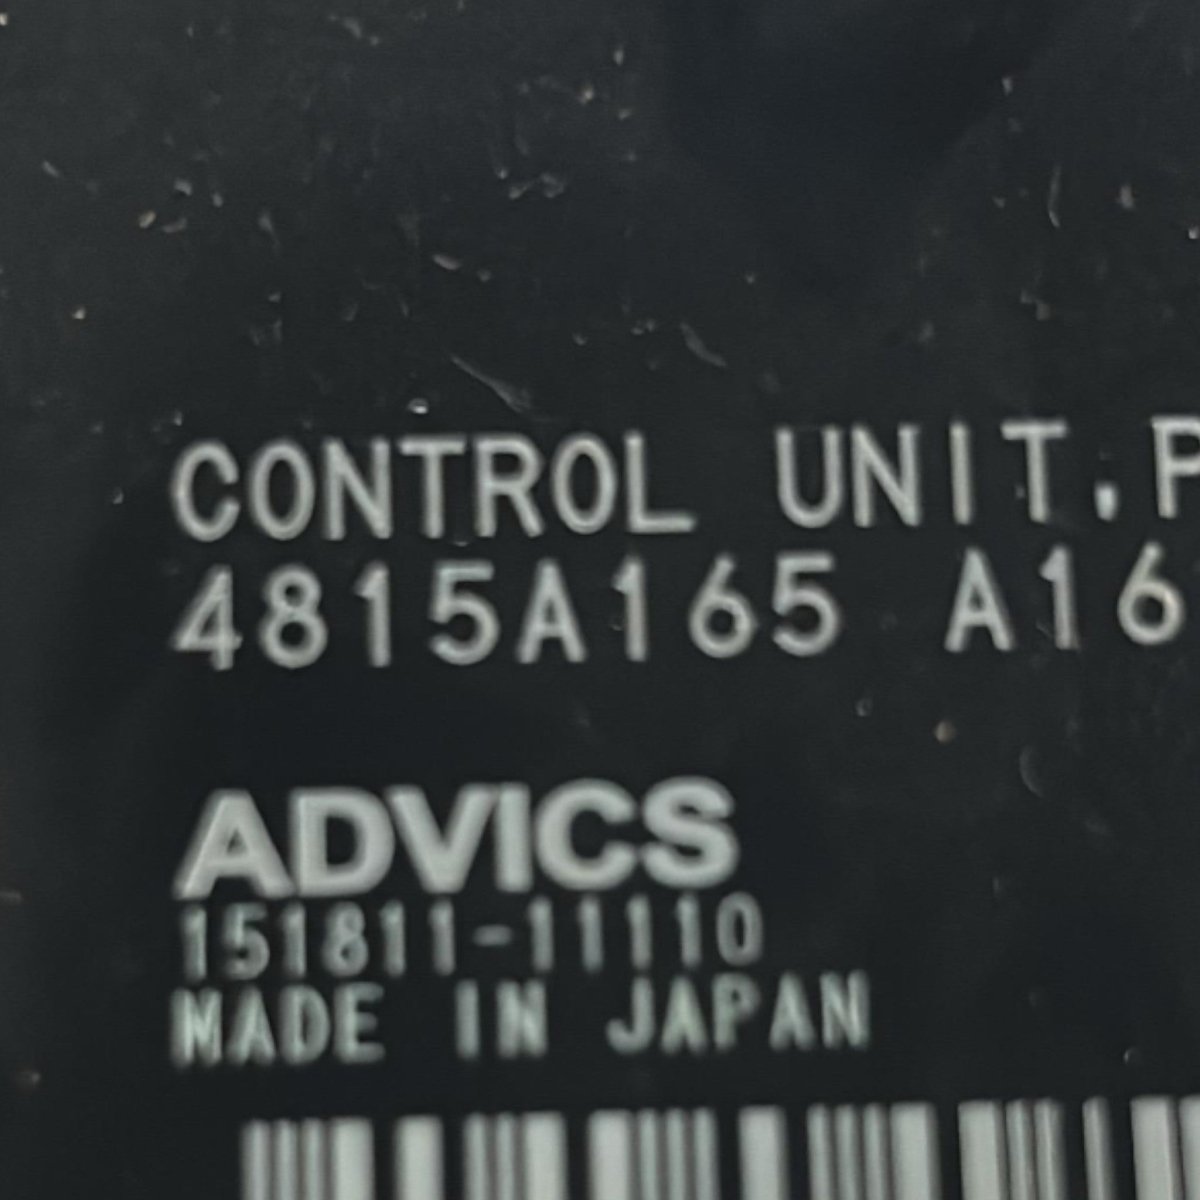 CONTROL UNIT,P
4815A165 A16
ADVICS
151811-11110
MADE IN JAPAN